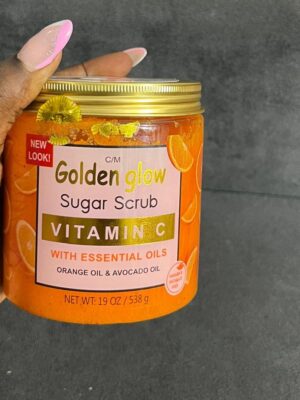 C/M
NEW
LOOK!
Golden glow
Sugar Scrub
VITAMIN C
WITH ESSENTIAL OILS
ORANGE OIL & AVOCADO OIL
NET WT: 19 OZ / 538 g